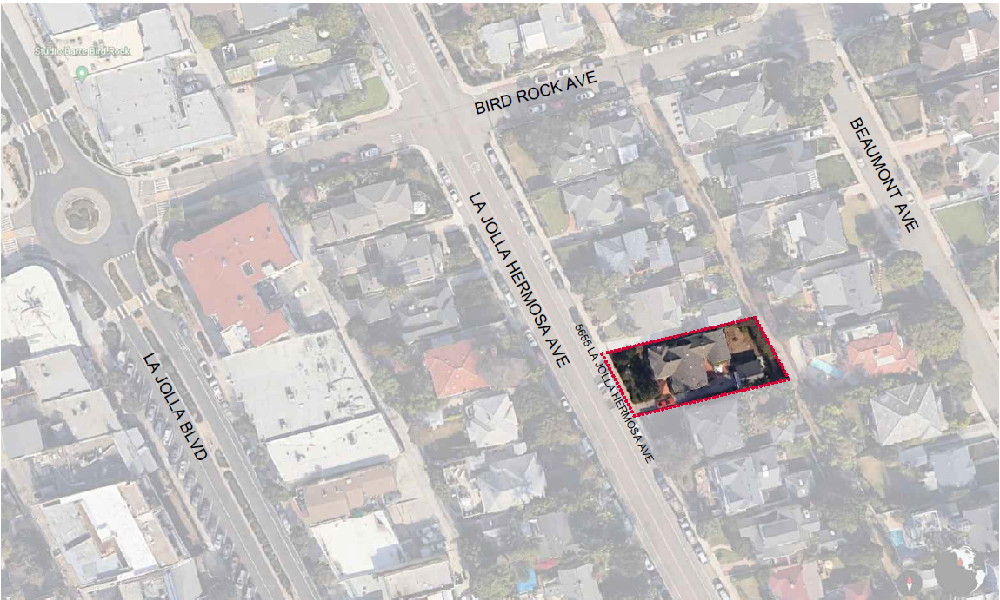 Studio Barre Bird Rock
BIRD ROCK AVE
BEAUMONT AVE
LA JOLLA HERMOSA AVE
5655 LA JOLLA HERMOSA AVE
LA JOLLA BLVD